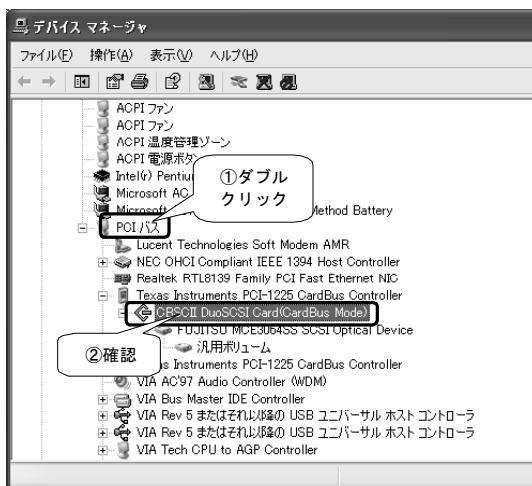 デバイス マネージャ
ファイル(F) 操作(A) 表示(V) ヘルプ(H)
ACPI ファン
ACPI ファン
ACPI 温度管理ゾーン
ACPI 電源ボタ
Intel(r) Pentiu
Microsoft AC
Microsoft Method Battery
①ダブル
クリック
PCI バス
Lucent Technologies Soft Modem AMR
NEC OHCI Compliant IEEE 1394 Host Controller
Realtek RTL8139 Family PCI Fast Ethernet NIC
Texas Instruments PCI-1225 CardBus Controller
CBSCII DuoSCSI Card(CardBus Mode)
FUJITSU MCE3064SS SCSI Optical Device
②確認
汎用ボリューム
as Instruments PCI-1225 CardBus Controller
VIA AC'97 Audio Controller (WDM)
VIA Bus Master IDE Controller
VIA Rev 5 またはそれ以降の USB ユニバーサル ホスト コントローラ
VIA Rev 5 またはそれ以降の USB ユニバーサル ホスト コントローラ
VIA Tech CPU to AGP Controller